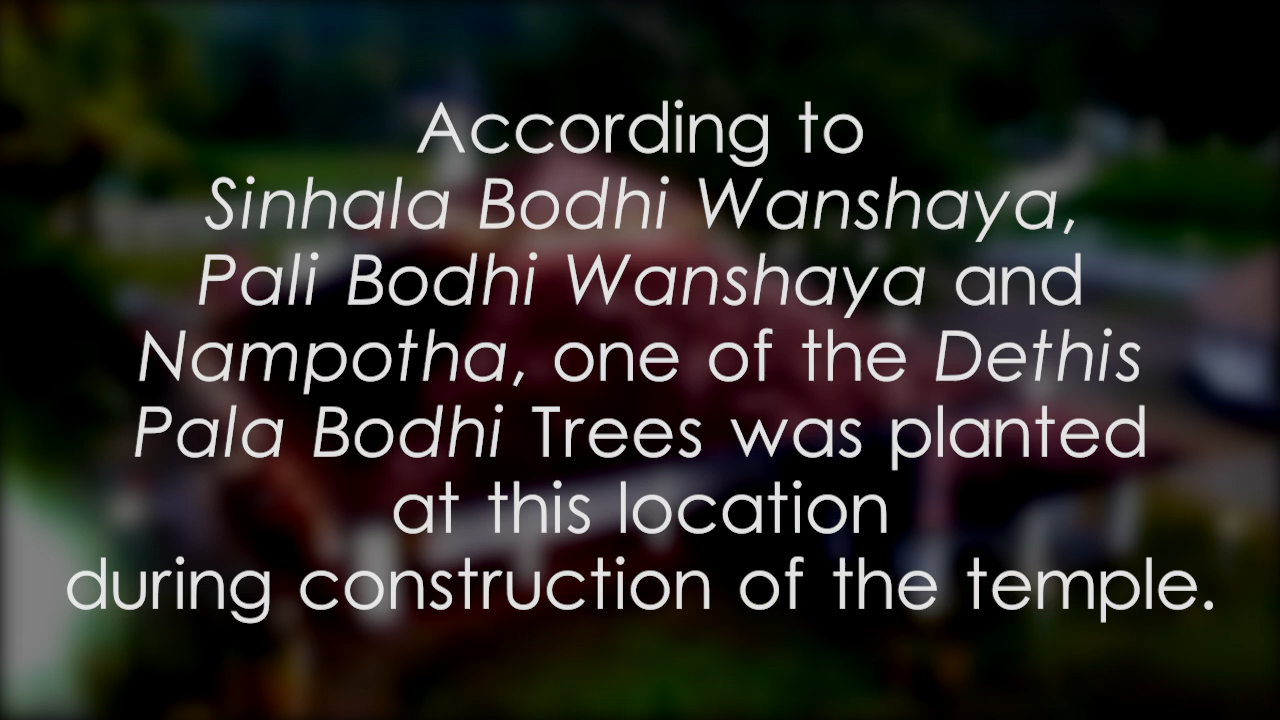 According to
Sinhala Bodhi Wanshaya,
Pali Bodhi Wanshaya and
Nampotha, one of the Dethis
Pala Bodhi Trees was planted
at this location
during construction of the temple.